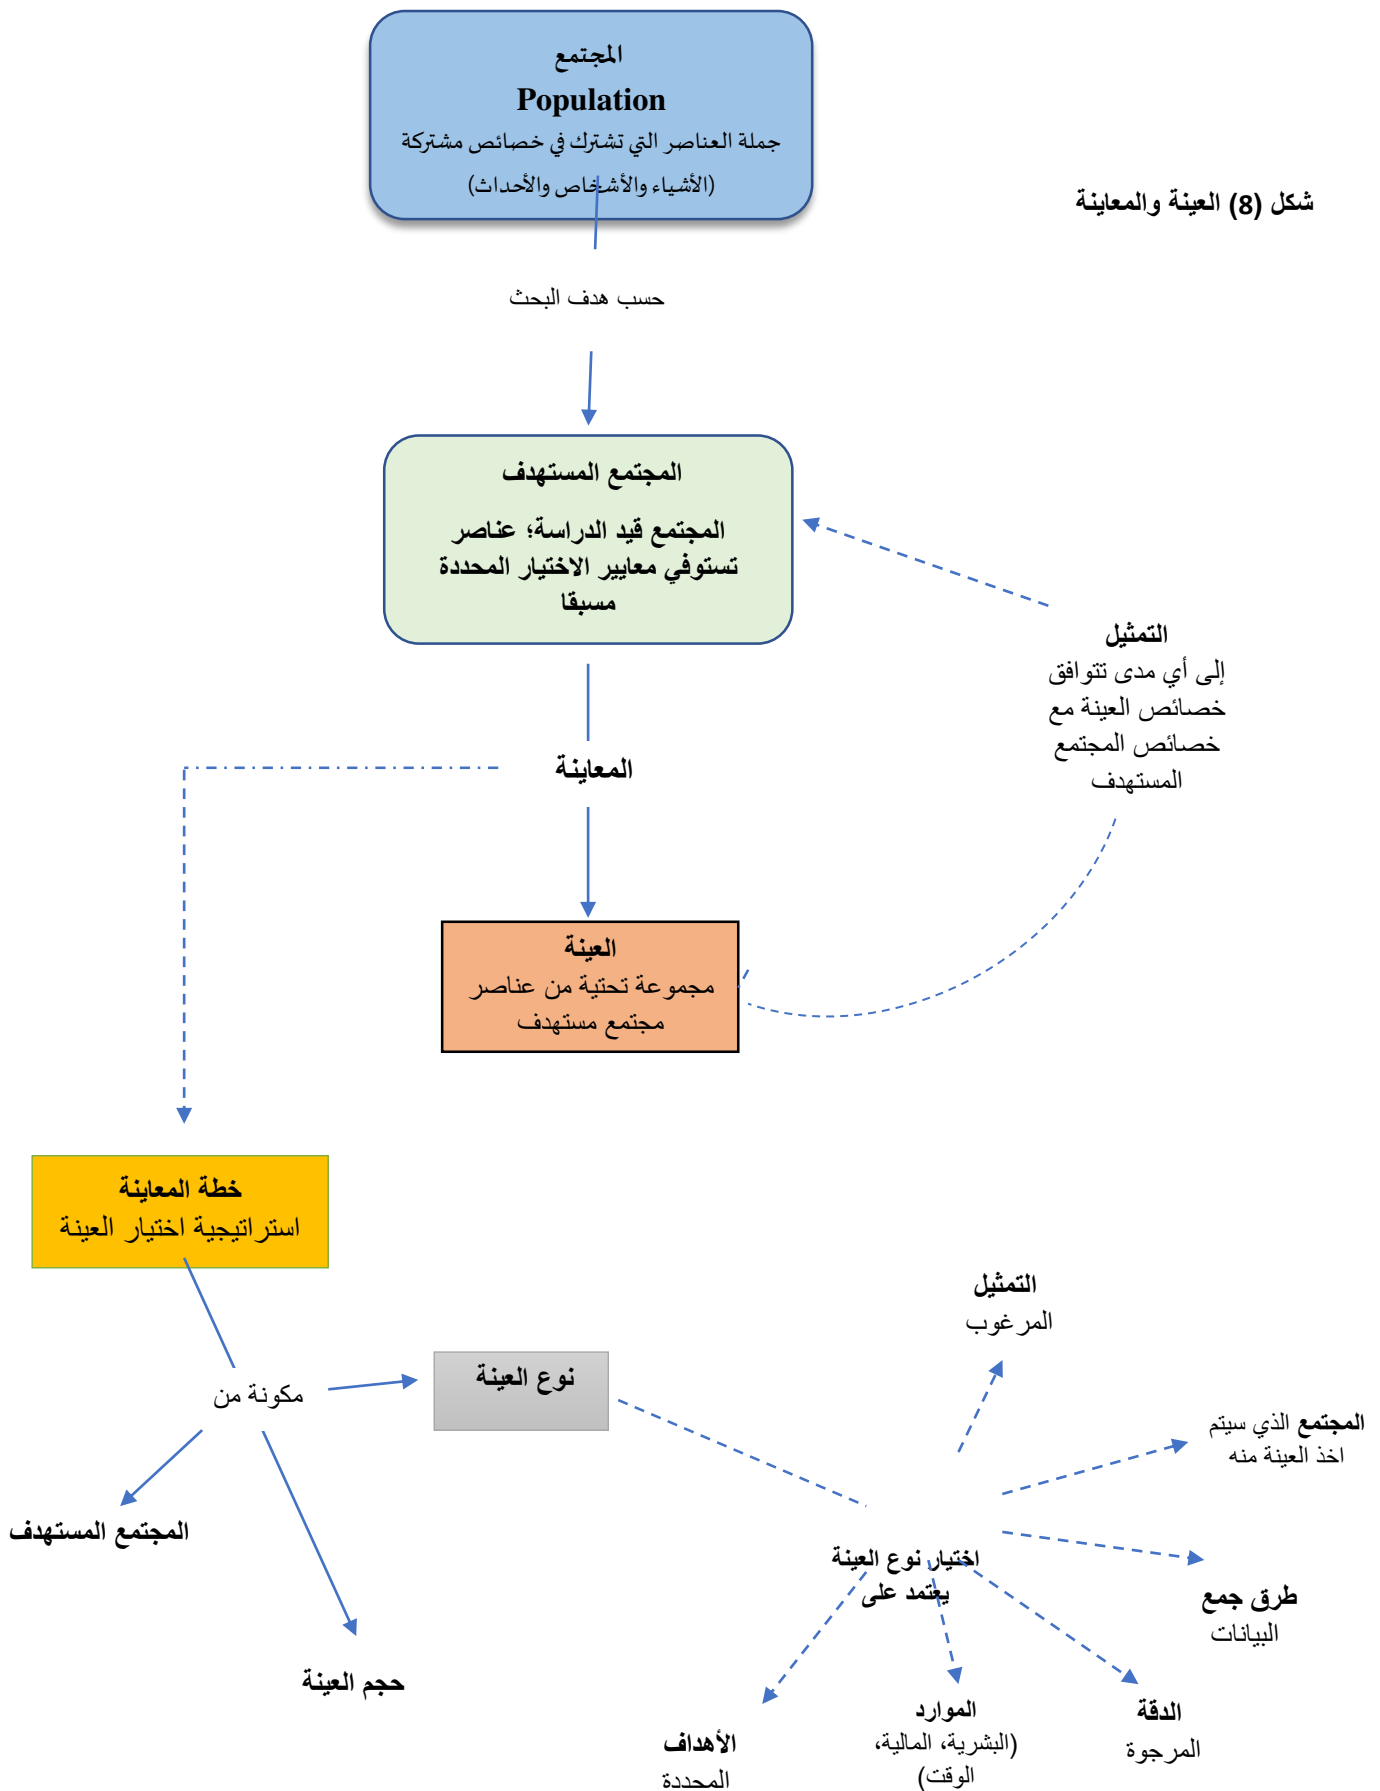 المجتمع
Population
جملة العناصر التي تشترك في خصائص مشتركة
(الأشياء والأشخاص والأحداث)
شكل (8) العينة والمعاينة
حسب هدف البحث
المجتمع المستهدف
المجتمع قيد الدراسة؛ عناصر
تستوفي معايير الاختيار المحددة
مسبقا
التمثيل
إلى أي مدى تتوافق
خصائص العينة مع
خصائص المجتمع
المستهدف
المعاينة
العينة
مجموعة تحتية من عناصر
مجتمع مستهدف
خطة المعاينة
استراتيجية اختيار العينة
التمثيل
المرغوب
نوع العينة
مكونة من
المجتمع الذي سيتم
اخذ العينة منه
المجتمع المستهدف
اختيار نوع العينة
يعتمد على
طرق جمع
البيانات
حجم العينة
الدقة
المرجوة
الموارد
(البشرية، المالية،
الوقت)
الأهداف
المحددة